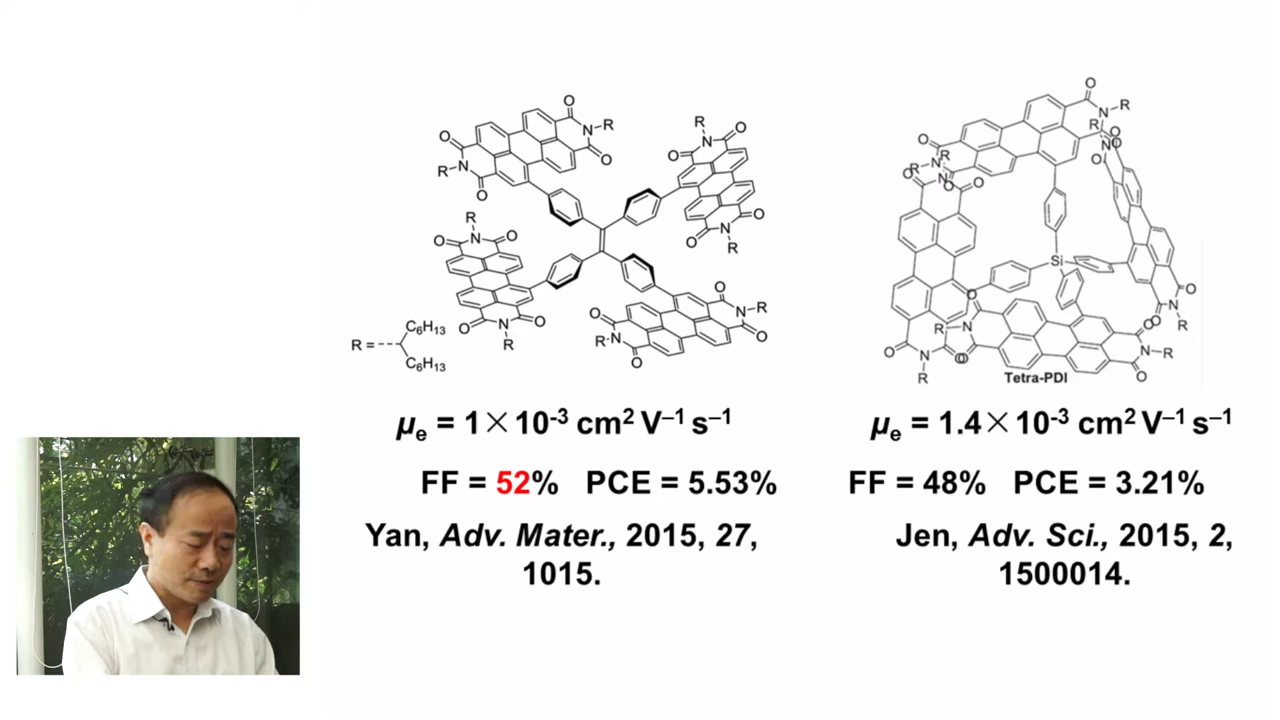 O
N-R
O
O
R-N
O
R
O
N
O
O
N
O
R
R
O
N
O
O
N
O
R
O
N-R
O
O
R-N
O
R = ---
C₆H₁₃
C₆H₁₃
O
N-R
O
R
O
N
O
Si
O
N-R
O
R-N
O
O
N
O
R
Tetra-PDI
μₑ = 1×10⁻³ cm² V⁻¹ s⁻¹
μₑ = 1.4×10⁻³ cm² V⁻¹ s⁻¹
FF = 52% PCE = 5.53%
FF = 48% PCE = 3.21%
Yan, Adv. Mater., 2015, 27,
1015.
Jen, Adv. Sci., 2015, 2,
1500014.